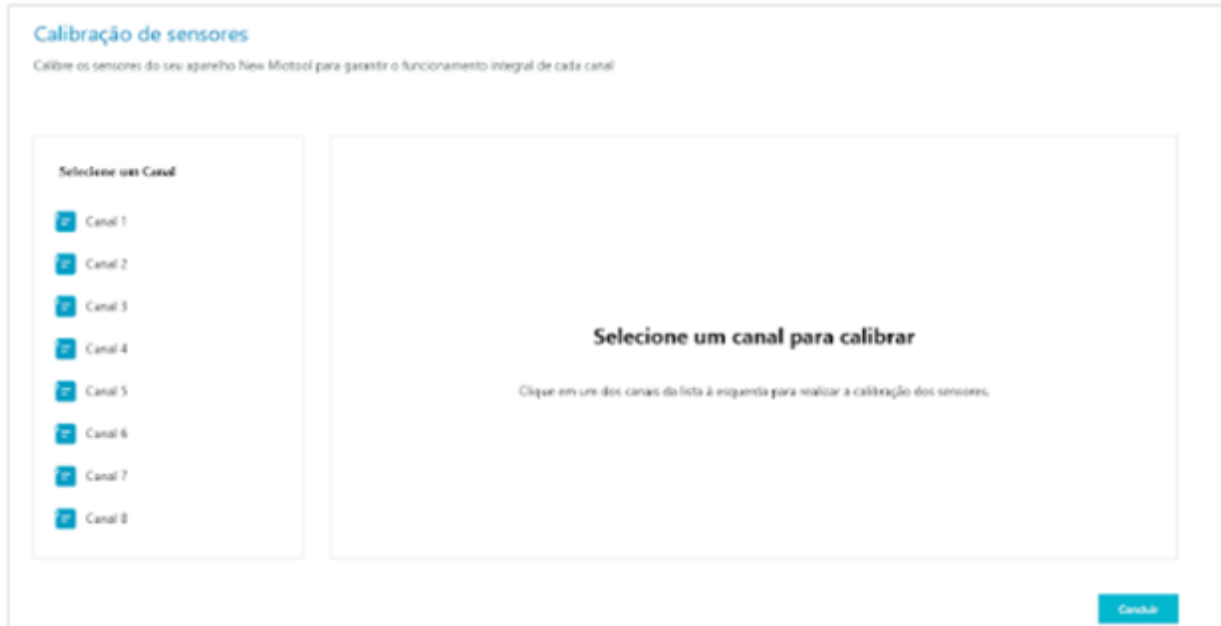 Calibração de sensores
Calibre os sensores do seu aparelho New Miotool para garantir o funcionamento integral de cada canal
Selecione um Canal
Canal 1
Canal 2
Canal 3
Canal 4
Canal 5
Canal 6
Canal 7
Canal 8
Selecione um canal para calibrar
Clique em um dos canais da lista à esquerda para realizar a calibração dos sensores.
Concluir